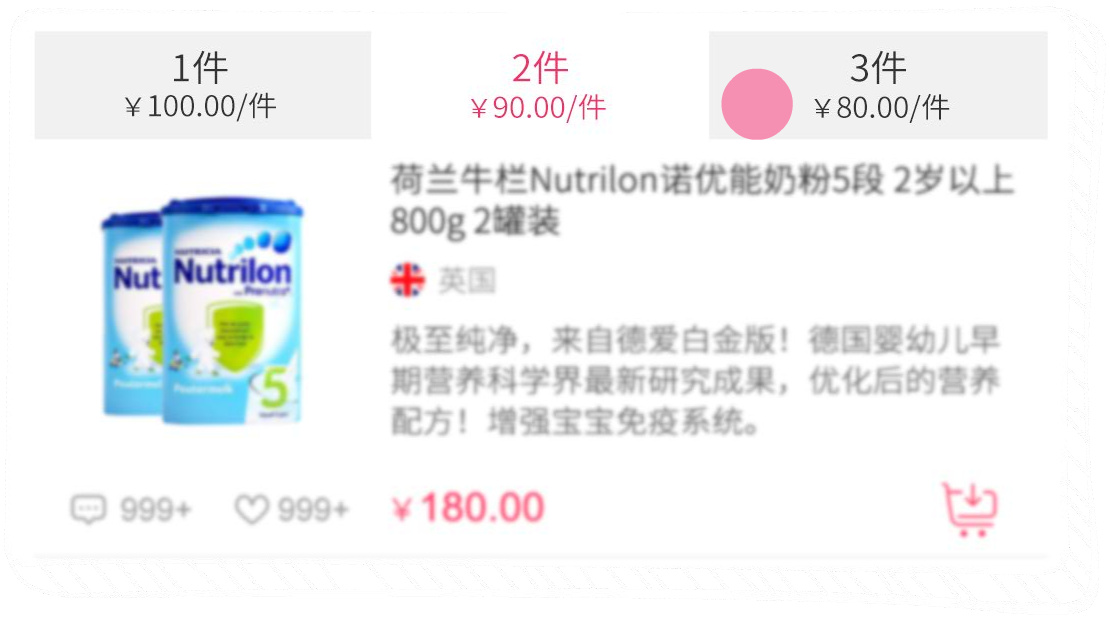 1件
￥100.00/件
2件
￥90.00/件
3件
￥80.00/件
荷兰牛栏Nutrilon诺优能奶粉5段 2岁以上
800g 2罐装
英国
极至纯净，来自德爱白金版！德国婴幼儿早
期营养科学界最新研究成果，优化后的营养
配方！增强宝宝免疫系统。
Nut
Nutrilon
5
999+
999+
￥180.00